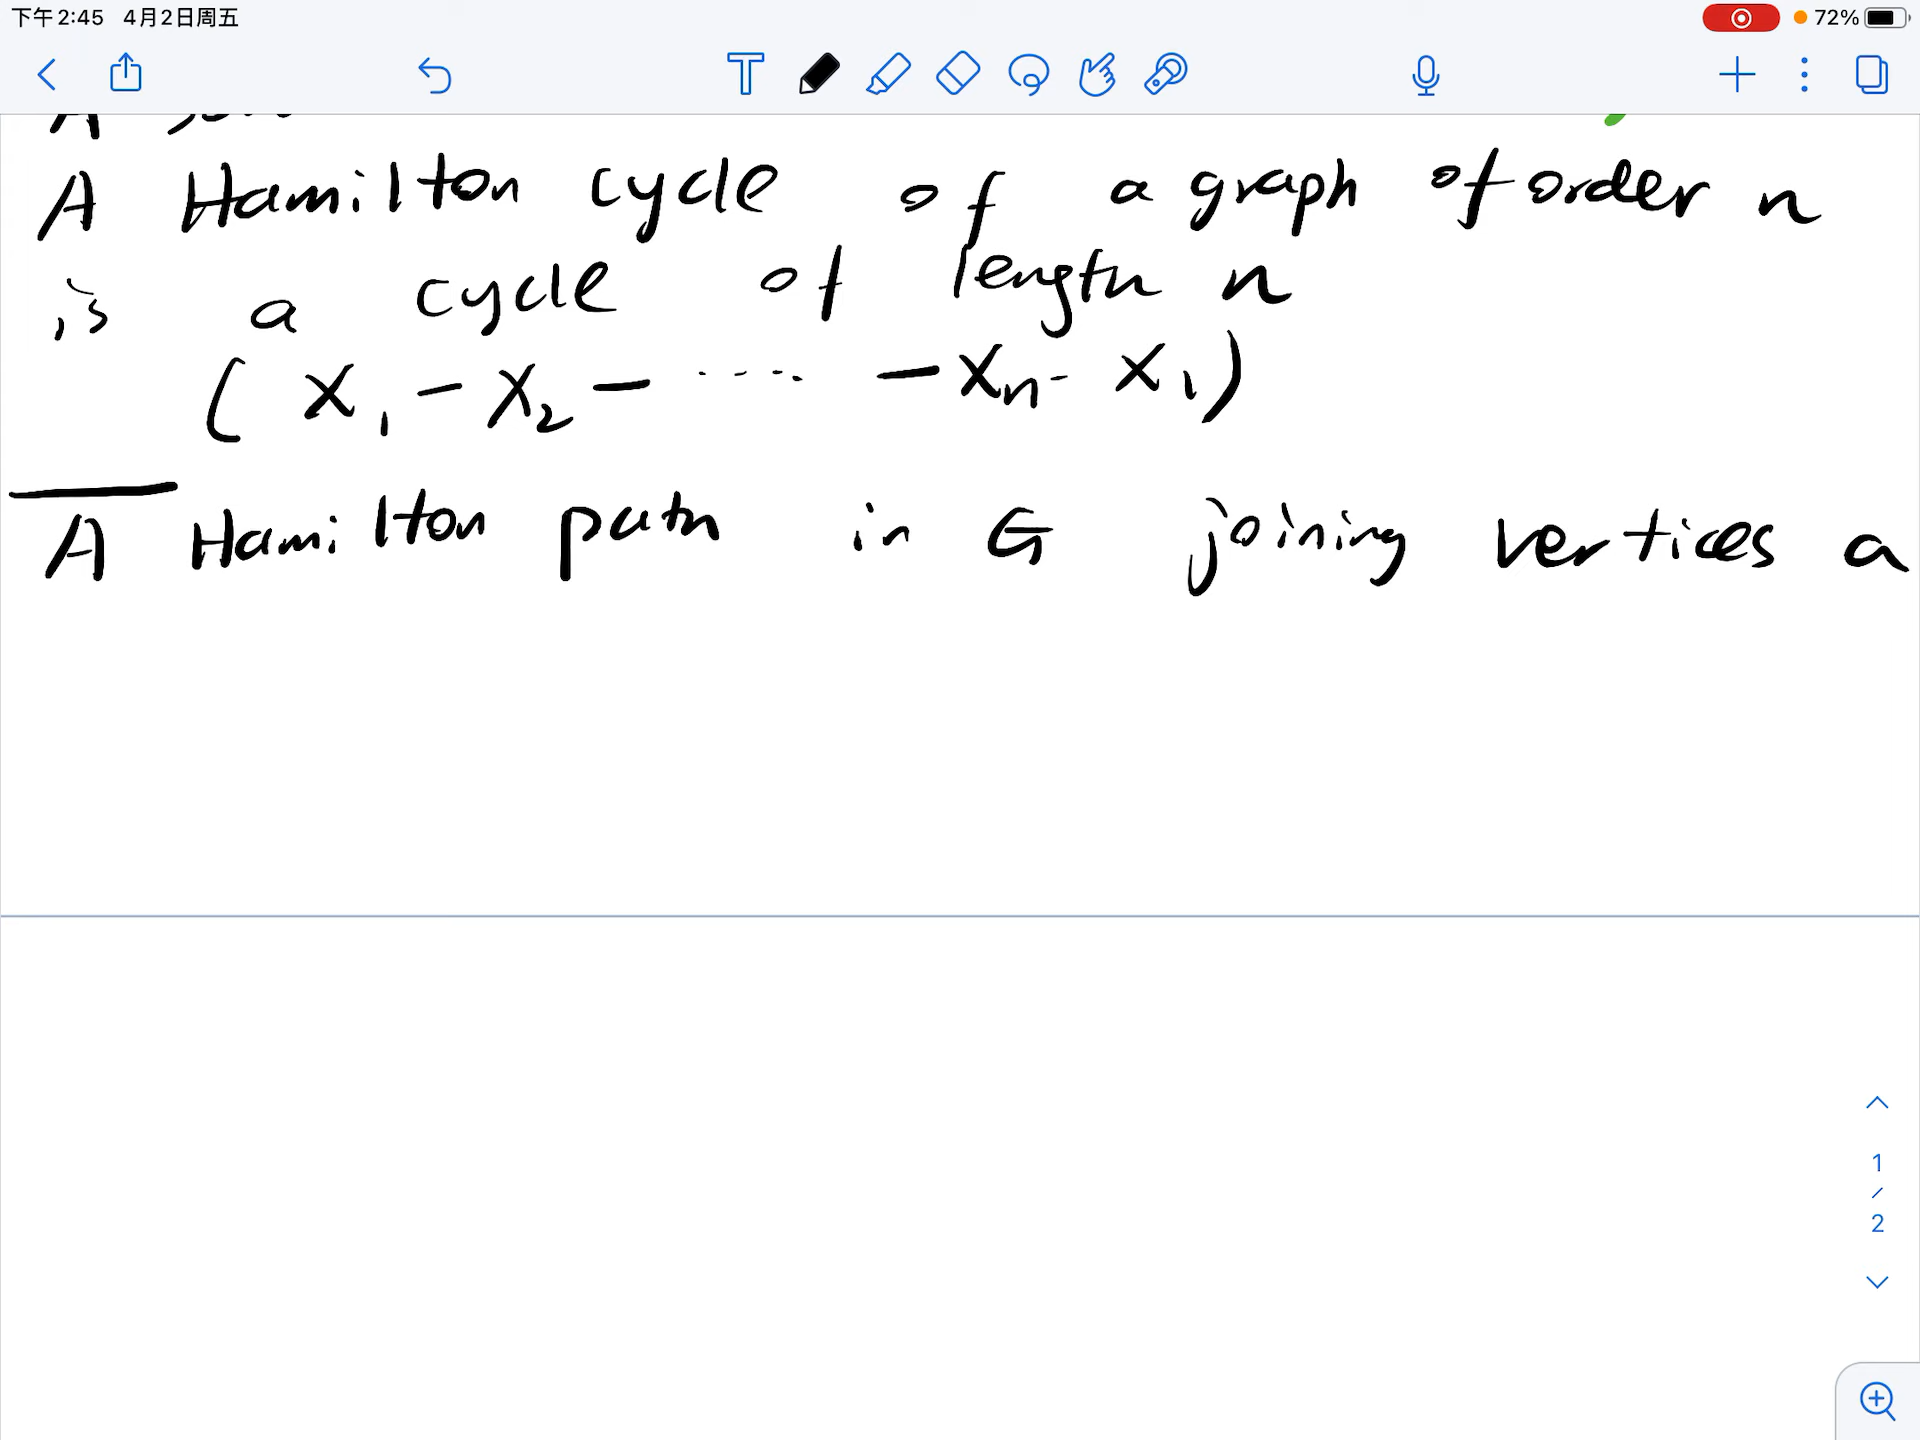 下午2:45 4月2日周五
72%
T
A Hamilton cycle of a graph of order n
is a cycle of length n
( x₁ - x₂ - ..... - xₙ - x₁ )
A Hamilton path in G joining vertices a
1
/
2